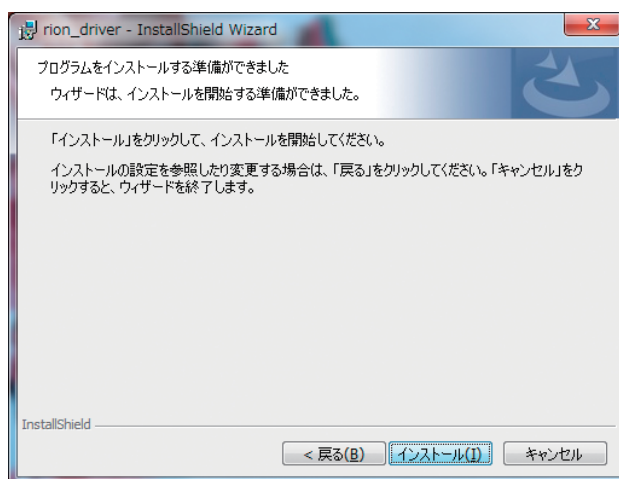 rion_driver - InstallShield Wizard
プログラムをインストールする準備ができました
ウィザードは、インストールを開始する準備ができました。
「インストール」をクリックして、インストールを開始してください。
インストールの設定を参照したり変更する場合は、「戻る」をクリックしてください。「キャンセル」をク
リックすると、ウィザードを終了します。
InstallShield
< 戻る(B) インストール(I) キャンセル